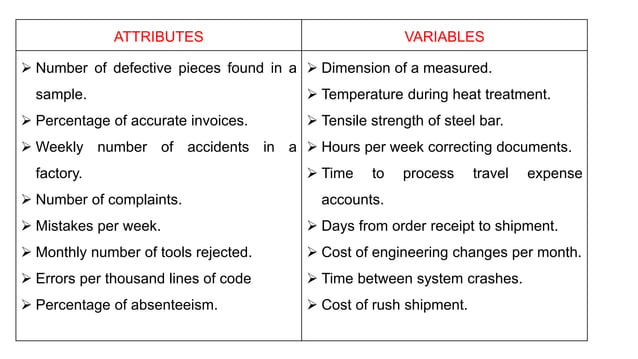 ATTRIBUTES
VARIABLES
➢ Number of defective pieces found in a
sample.
➢ Percentage of accurate invoices.
➢ Weekly number of accidents in a
factory.
➢ Number of complaints.
➢ Mistakes per week.
➢ Monthly number of tools rejected.
➢ Errors per thousand lines of code
➢ Percentage of absenteeism.
➢ Dimension of a measured.
➢ Temperature during heat treatment.
➢ Tensile strength of steel bar.
➢ Hours per week correcting documents.
➢ Time to process travel expense
accounts.
➢ Days from order receipt to shipment.
➢ Cost of engineering changes per month.
➢ Time between system crashes.
➢ Cost of rush shipment.